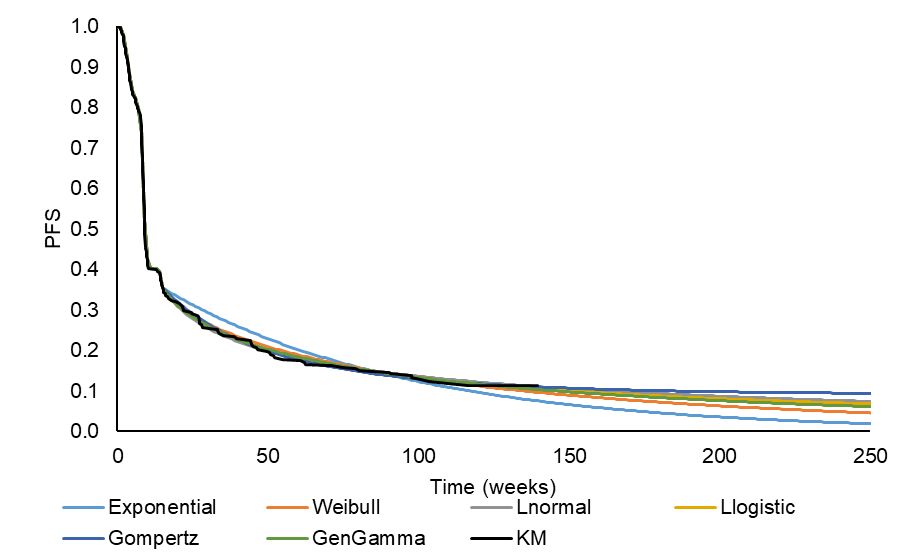 1.0
0.9
0.8
0.7
0.6
0.5
0.4
0.3
0.2
0.1
0.0
PFS
0 50 100 150 200 250
Time (weeks)
Exponential Weibull Lnormal Llogistic
Gompertz GenGamma KM